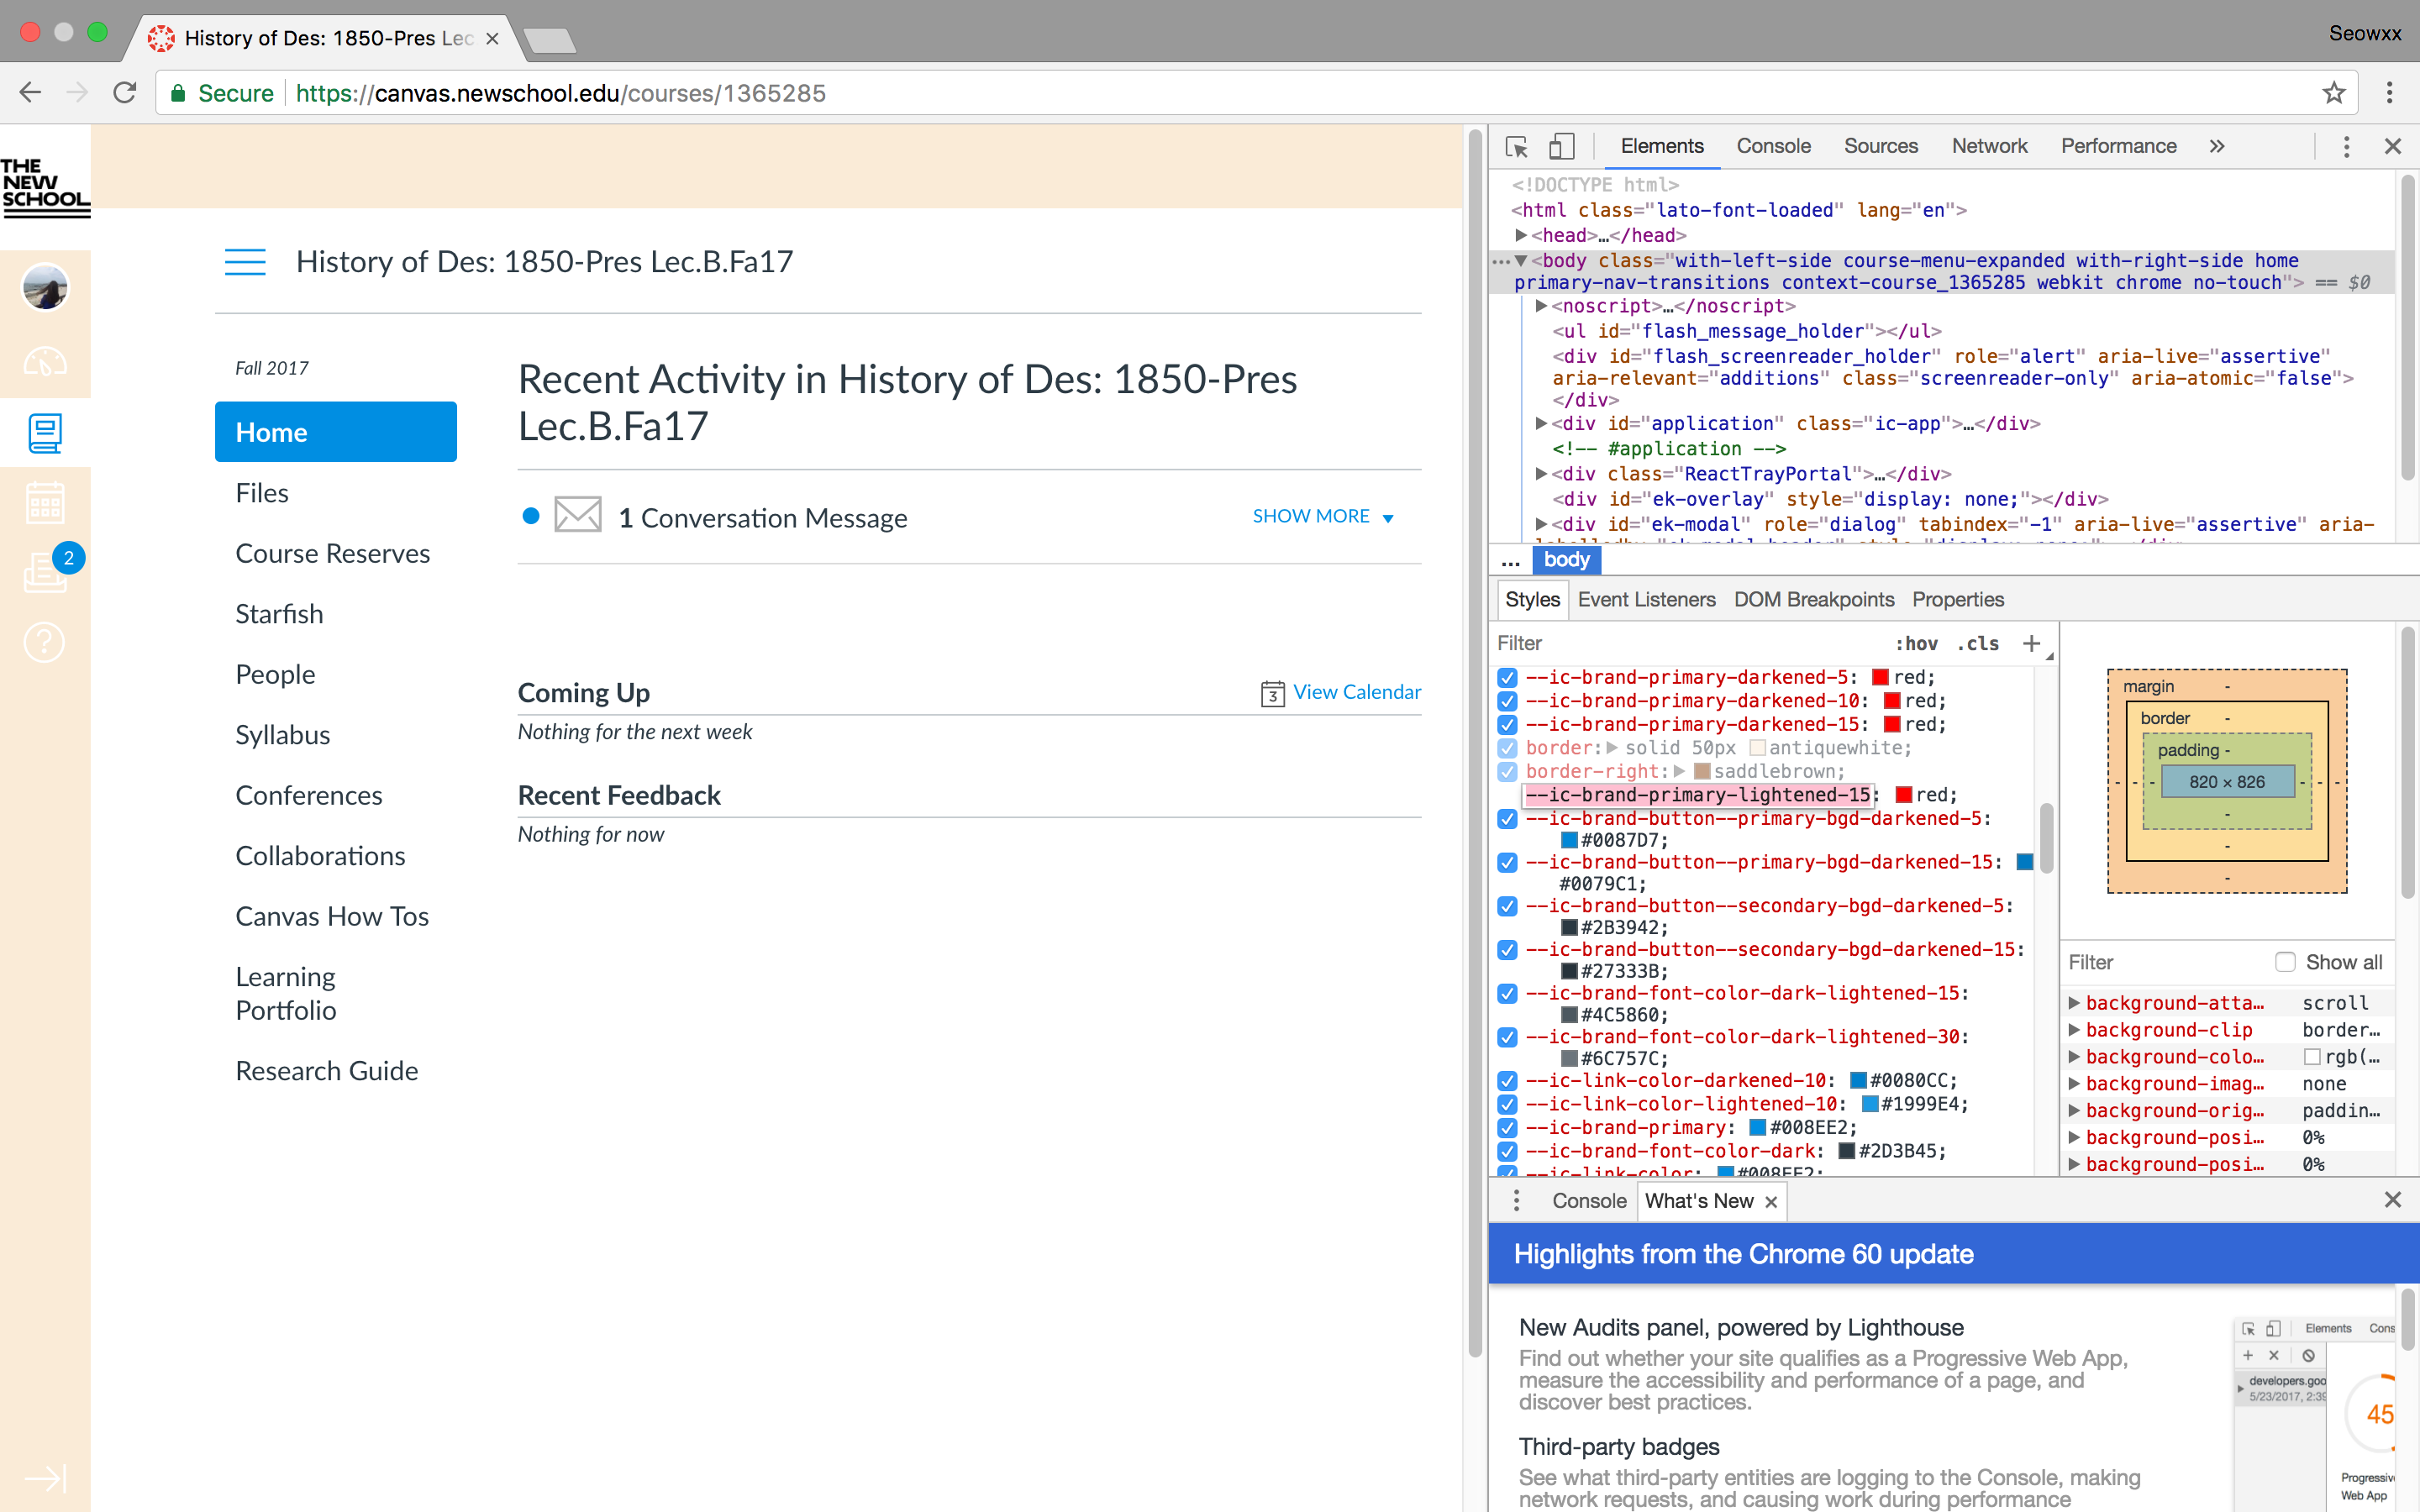 History of Des: 1850-Pres Lec
Seowxx
Secure
https://canvas.newschool.edu/courses/1365285
THE
NEW
SCHOOL
2
History of Des: 1850-Pres Lec.B.Fa17
Fall 2017
Home
Files
Course Reserves
Starfish
People
Syllabus
Conferences
Collaborations
Canvas How Tos
Learning
Portfolio
Research Guide
Recent Activity in History of Des: 1850-Pres
Lec.B.Fa17
1 Conversation Message
SHOW MORE
Coming Up
3 View Calendar
Nothing for the next week
Recent Feedback
Nothing for now
Elements Console Sources Network Performance »
<!DOCTYPE html>
<html class="lato-font-loaded" lang="en">
▶<head>…</head>
…▼<body class="with-left-side course-menu-expanded with-right-side home
primary-nav-transitions context-course_1365285 webkit chrome no-touch"> == $0
▶<noscript>…</noscript>
<ul id="flash_message_holder"></ul>
<div id="flash_screenreader_holder" role="alert" aria-live="assertive"
aria-relevant="additions" class="screenreader-only" aria-atomic="false">
</div>
▶<div id="application" class="ic-app">…</div>
<!-- #application -->
▶<div class="ReactTrayPortal">…</div>
<div id="ek-overlay" style="display: none;"></div>
▶<div id="ek-modal" role="dialog" tabindex="-1" aria-live="assertive" aria-
… body
Styles Event Listeners DOM Breakpoints Properties
Filter :hov .cls +
--ic-brand-primary-darkened-5: red;
--ic-brand-primary-darkened-10: red;
--ic-brand-primary-darkened-15: red;
border:▶ solid 50px antiquewhite;
border-right:▶ saddlebrown;
--ic-brand-primary-lightened-15: red;
--ic-brand-button--primary-bgd-darkened-5:
#0087D7;
--ic-brand-button--primary-bgd-darkened-15:
#0079C1;
--ic-brand-button--secondary-bgd-darkened-5:
#2B3942;
--ic-brand-button--secondary-bgd-darkened-15:
#27333B;
--ic-brand-font-color-dark-lightened-15:
#4C5860;
--ic-brand-font-color-dark-lightened-30:
#6C757C;
--ic-link-color-darkened-10: #0080CC;
--ic-link-color-lightened-10: #1999E4;
--ic-brand-primary: #008EE2;
--ic-brand-font-color-dark: #2D3B45;
--ic-link-color: #008EE2;
margin -
border -
padding -
- - - 820 × 826 - - -
-
-
-
Filter Show all
▶ background-atta… scroll
▶ background-clip border…
▶ background-colo… rgb(…
▶ background-imag… none
▶ background-orig… paddin…
▶ background-posi… 0%
▶ background-posi… 0%
Console What's New ×
Highlights from the Chrome 60 update
New Audits panel, powered by Lighthouse
Find out whether your site qualifies as a Progressive Web App,
measure the accessibility and performance of a page, and
discover best practices.
Third-party badges
See what third-party entities are logging to the Console, making
network requests, and causing work during performance
Elements Cons
developers.goo
5/23/2017, 2:39
45
Progressiv
Web App